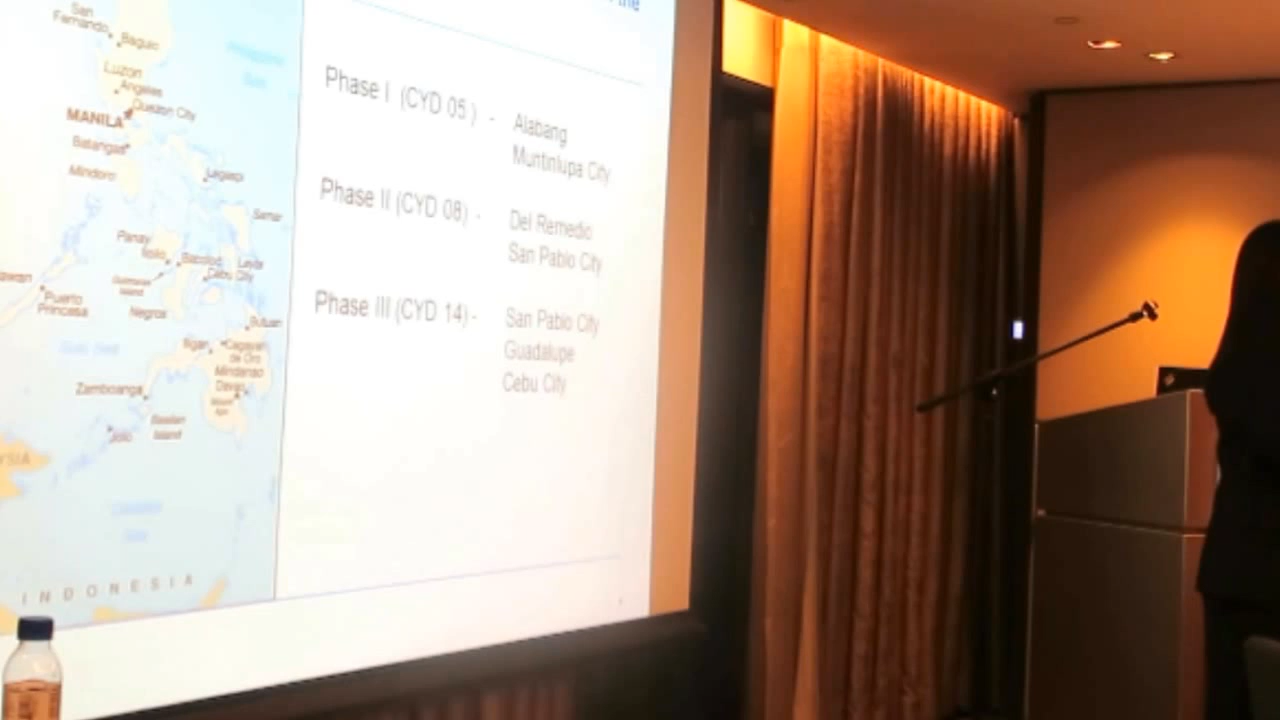 the
San
Fernando
Baguio
Luzon
Angeles
Quezon City
MANILA
Batangas
Mindoro
Legaspi
Samar
Panay
Iloilo
Bacolod
Leyte
Cebu City
Puerto
Princesa
Negros
Butuan
Iligan
Cagayan
de Oro
Mindanao
Davao
Zamboanga
Basilan
Island
Jolo
INDONESIA
Phase I (CYD 05 ) - Alabang
Muntinlupa City
Phase II (CYD 08) - Del Remedio
San Pablo City
Phase III (CYD 14) - San Pablo City
Guadalupe
Cebu City